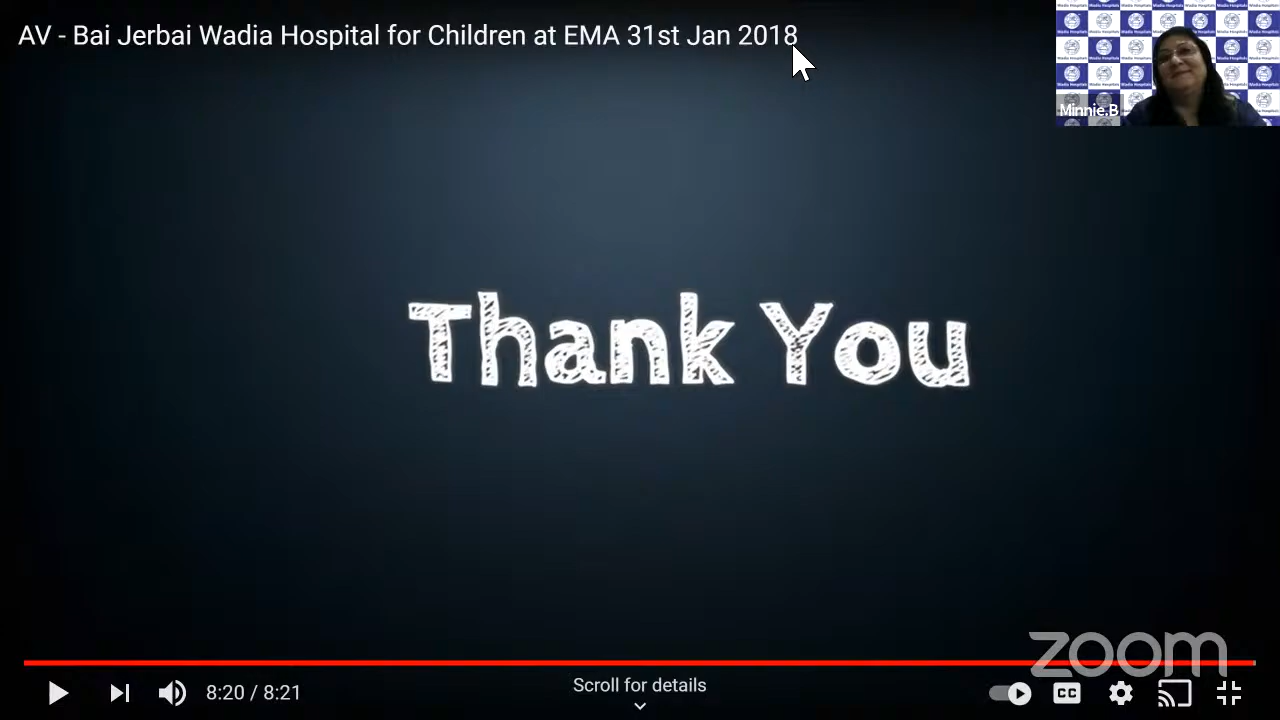 AV - Bai Jerbai Wadia Hospital for Children at EMA 31st Jan 2018
Minnie.B
Thank You
zoom
8:20 / 8:21
Scroll for details
CC